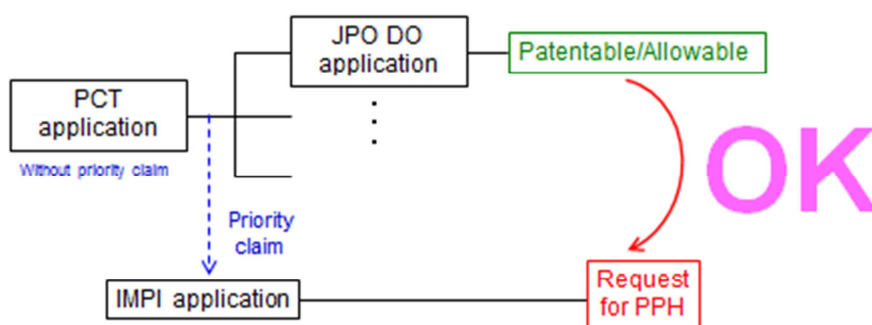 JPO DO
application
Patentable/Allowable
PCT
application
Without priority claim
OK
Priority
claim
IMPI application
Request
for PPH